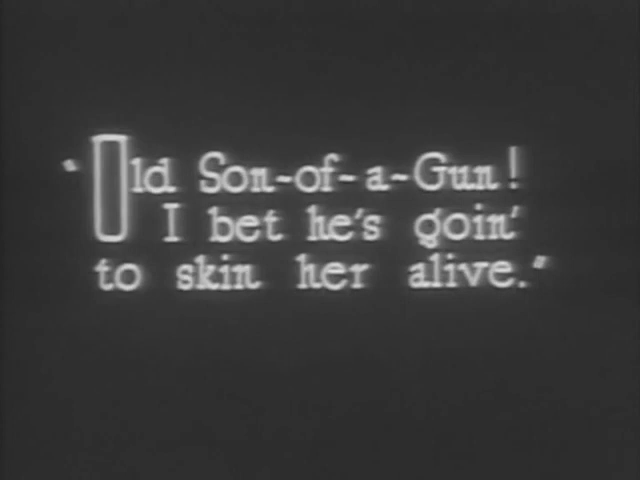 "Old Son-of-a-Gun!
I bet he's goin'
to skin her alive."